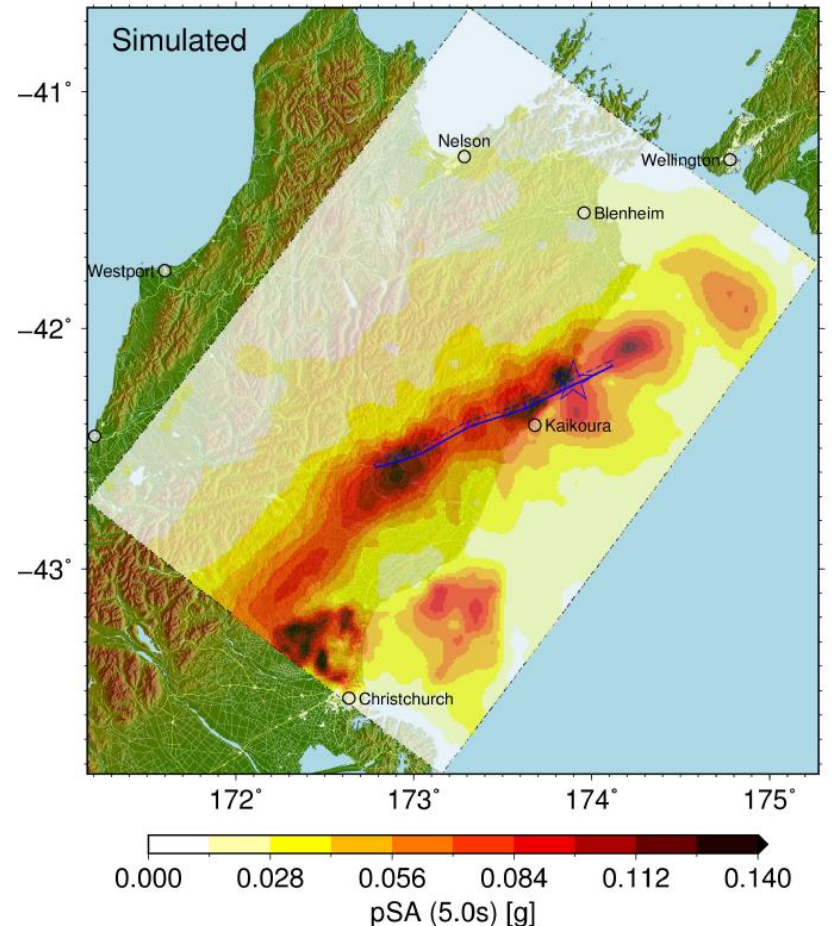 Simulated
−41°
Nelson
Wellington
Blenheim
Westport
−42°
Kaikoura
−43°
Christchurch
172° 173° 174° 175°
0.000 0.028 0.056 0.084 0.112 0.140
pSA (5.0s) [g]